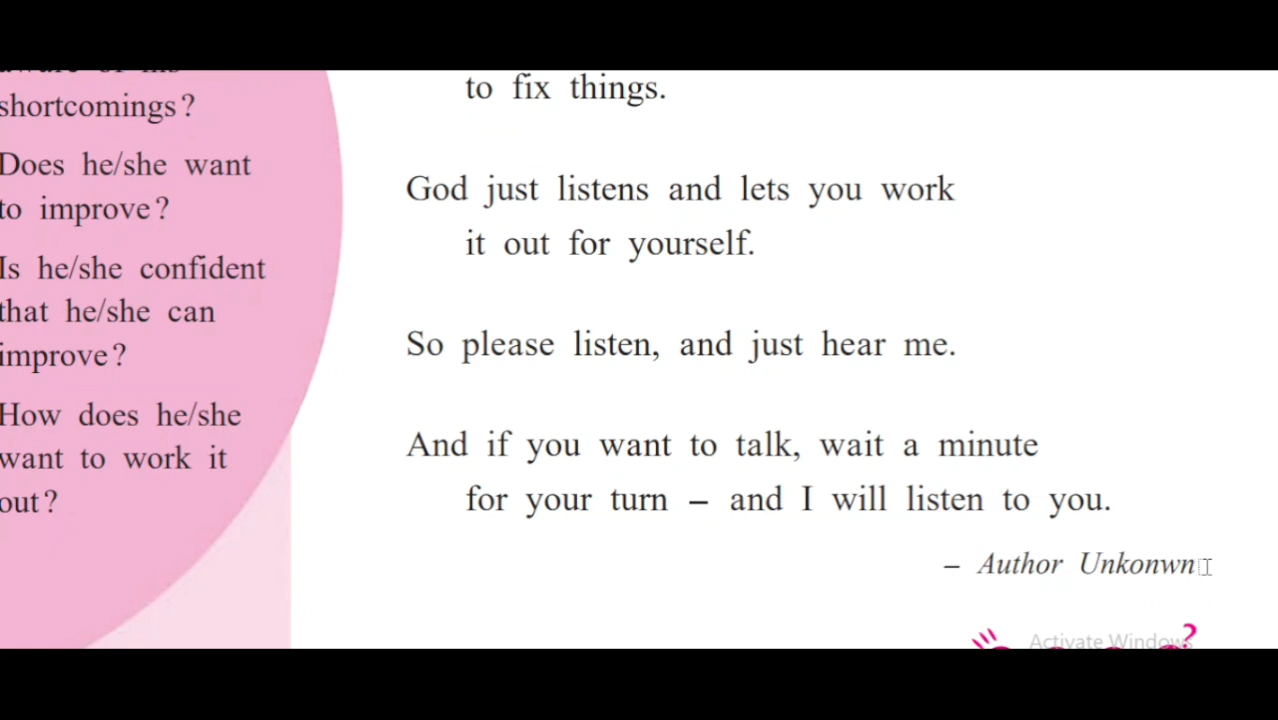 shortcomings?
Does he/she want
to improve?
Is he/she confident
that he/she can
improve?
How does he/she
want to work it
out?
to fix things.
God just listens and lets you work
it out for yourself.
So please listen, and just hear me.
And if you want to talk, wait a minute
for your turn – and I will listen to you.
– Author Unkonwn
Activate Windows
?